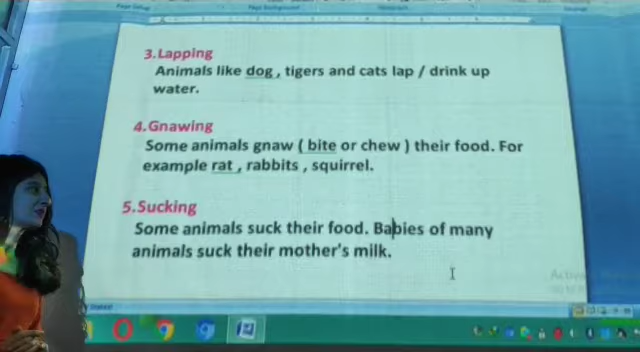 3.Lapping
Animals like dog , tigers and cats lap / drink up
water.
4.Gnawing
Some animals gnaw ( bite or chew ) their food. For
example rat , rabbits , squirrel.
5.Sucking
Some animals suck their food. Babies of many
animals suck their mother's milk.